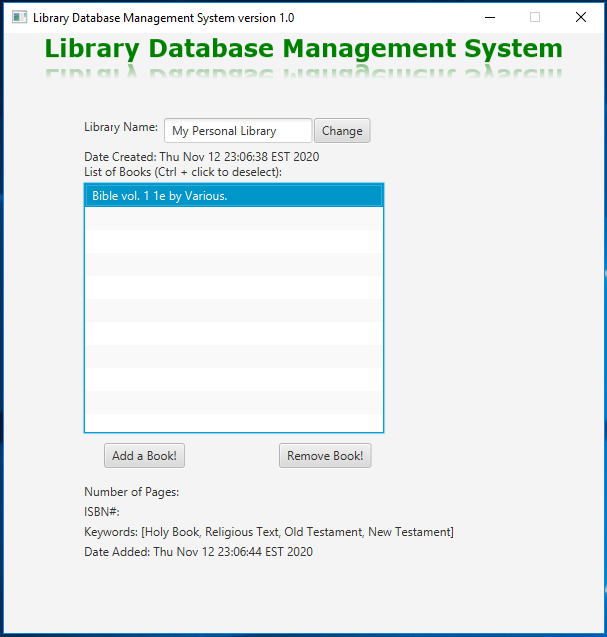 Library Database Management System version 1.0
Library Database Management System
Library Name: My Personal Library Change
Date Created: Thu Nov 12 23:06:38 EST 2020
List of Books (Ctrl + click to deselect):
Bible vol. 1 1e by Various.
Add a Book! Remove Book!
Number of Pages:
ISBN#:
Keywords: [Holy Book, Religious Text, Old Testament, New Testament]
Date Added: Thu Nov 12 23:06:44 EST 2020